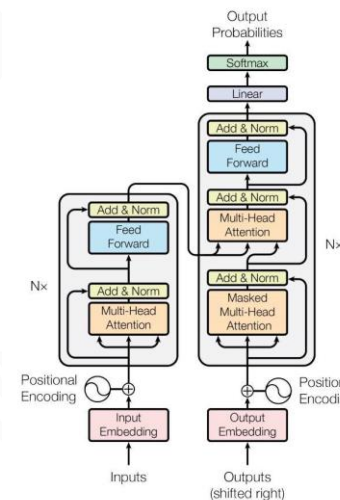 Output
Probabilities
Softmax
Linear
Add & Norm
Feed
Forward
Add & Norm
Multi-Head
Attention
Add & Norm
Masked
Multi-Head
Attention
N×
Add & Norm
Feed
Forward
Add & Norm
Multi-Head
Attention
N×
Positional
Encoding
Input
Embedding
Inputs
Output
Embedding
Outputs
(shifted right)